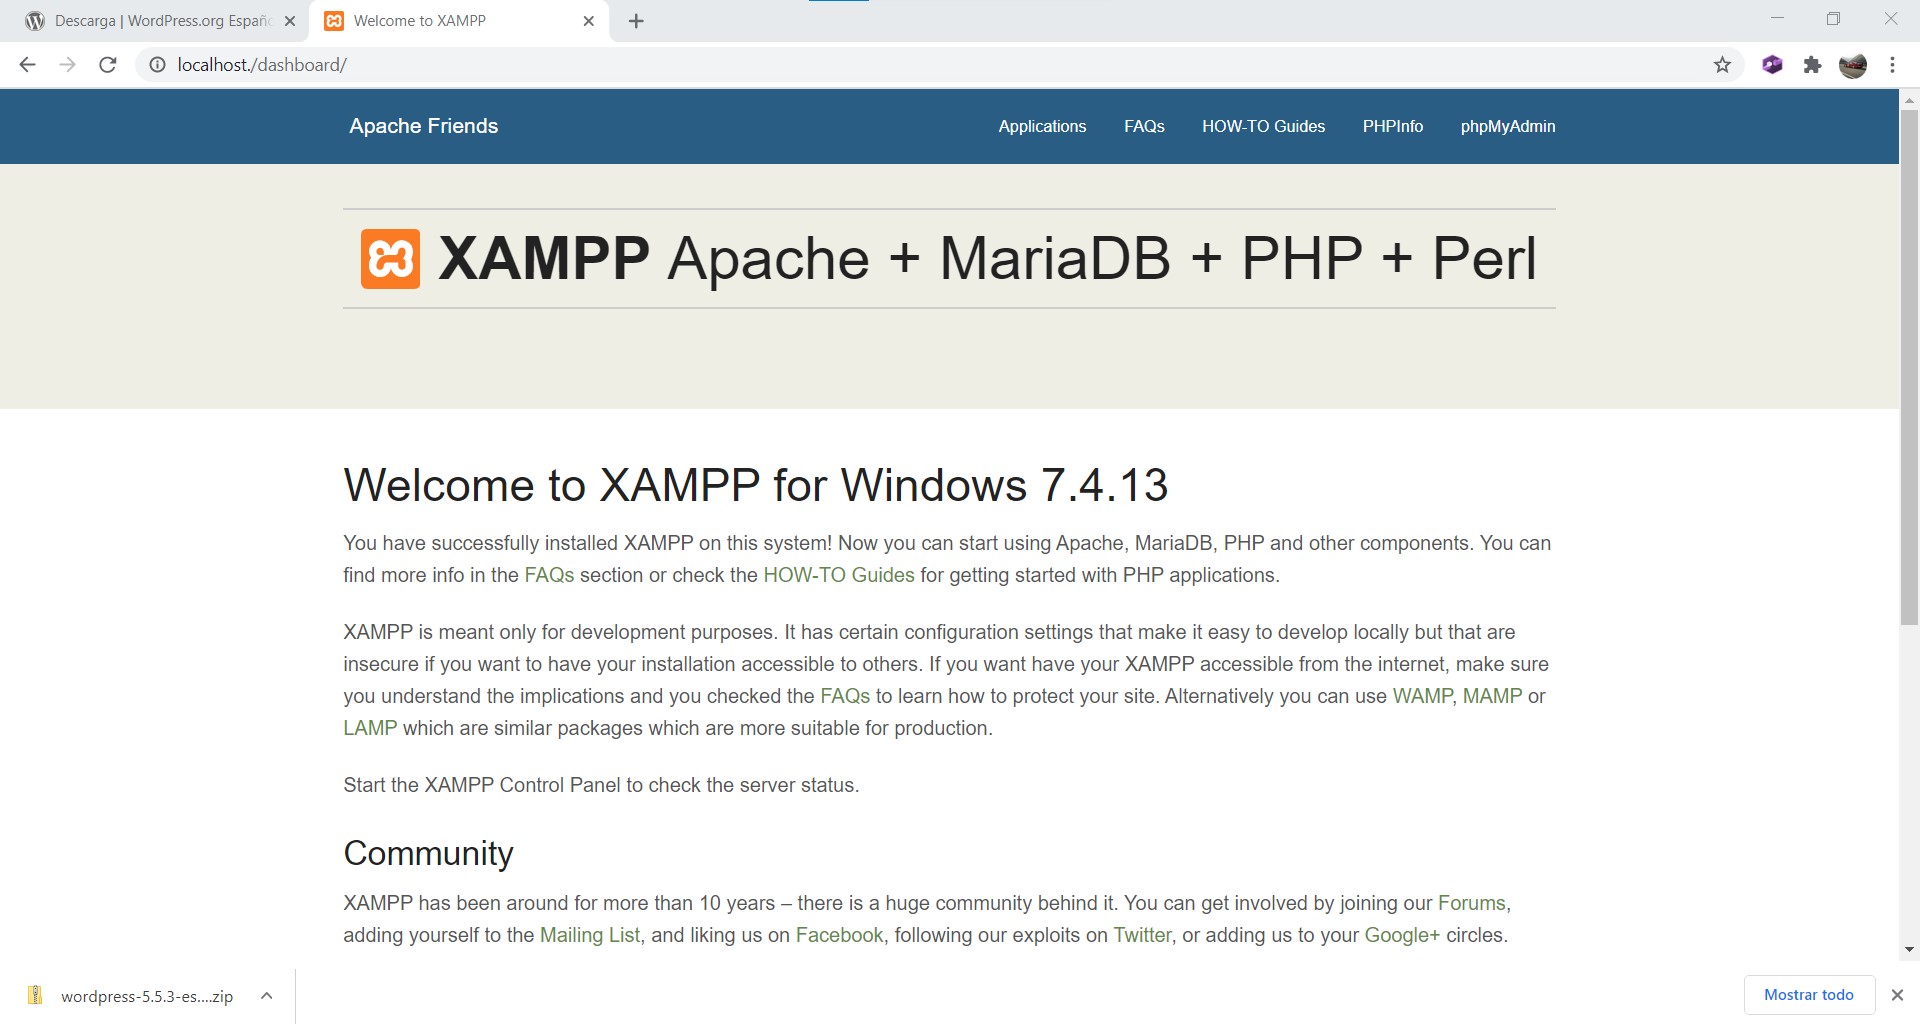 Descarga | WordPress.org Españo
Welcome to XAMPP
localhost./dashboard/
Apache Friends
Applications
FAQs
HOW-TO Guides
PHPInfo
phpMyAdmin
XAMPP Apache + MariaDB + PHP + Perl
Welcome to XAMPP for Windows 7.4.13
You have successfully installed XAMPP on this system! Now you can start using Apache, MariaDB, PHP and other components. You can
find more info in the FAQs section or check the HOW-TO Guides for getting started with PHP applications.
XAMPP is meant only for development purposes. It has certain configuration settings that make it easy to develop locally but that are
insecure if you want to have your installation accessible to others. If you want have your XAMPP accessible from the internet, make sure
you understand the implications and you checked the FAQs to learn how to protect your site. Alternatively you can use WAMP, MAMP or
LAMP which are similar packages which are more suitable for production.
Start the XAMPP Control Panel to check the server status.
Community
XAMPP has been around for more than 10 years – there is a huge community behind it. You can get involved by joining our Forums,
adding yourself to the Mailing List, and liking us on Facebook, following our exploits on Twitter, or adding us to your Google+ circles.
wordpress-5.5.3-es....zip
Mostrar todo